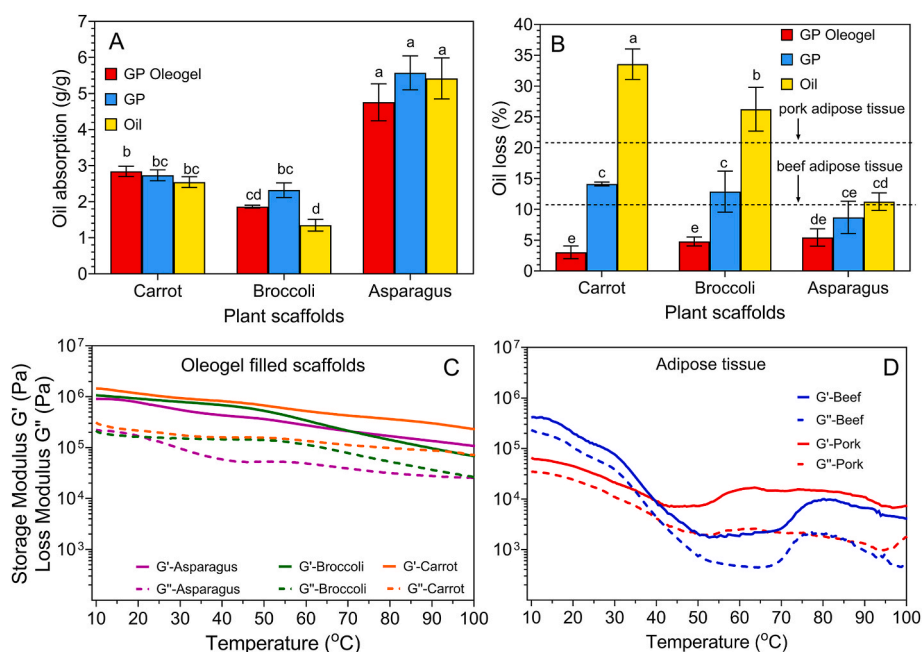 A
Oil absorption (g/g)
7
6
5
4
3
2
1
0
GP Oleogel
GP
Oil
b
bc
bc
cd
bc
d
a
a
a
Carrot
Broccoli
Asparagus
Plant scaffolds
B
Oil loss (%)
40
35
30
25
20
15
10
5
0
GP Oleogel
GP
Oil
pork adipose tissue
beef adipose tissue
e
c
a
e
c
b
de
ce
cd
Carrot
Broccoli
Asparagus
Plant scaffolds
C
Oleogel filled scaffolds
Storage Modulus G' (Pa)
Loss Modulus G" (Pa)
10⁷
10⁶
10⁵
10⁴
10³
G'-Asparagus
G'-Broccoli
G'-Carrot
G"-Asparagus
G"-Broccoli
G"-Carrot
10 20 30 40 50 60 70 80 90 100
Temperature (°C)
D
Adipose tissue
10⁷
10⁶
10⁵
10⁴
10³
G'-Beef
G"-Beef
G'-Pork
G"-Pork
10 20 30 40 50 60 70 80 90 100
Temperature (°C)